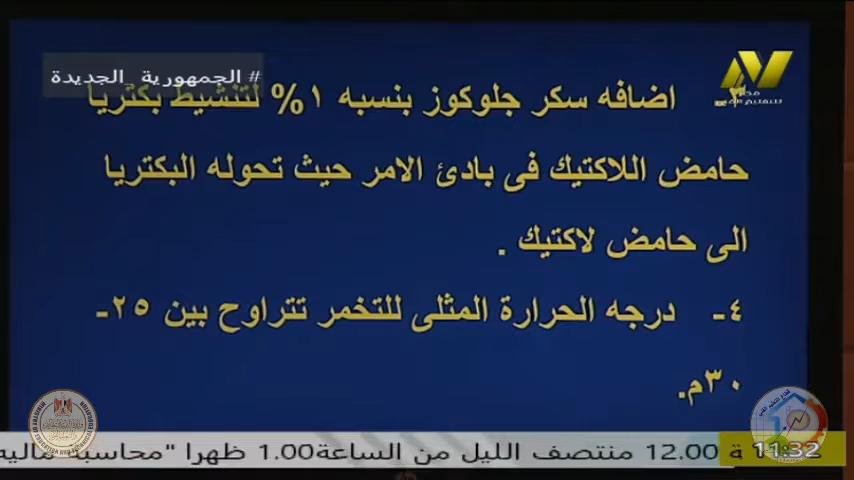 # الجمهورية الجديدة
اضافه سكر جلوكوز بنسبه ١% لتنشيط بكتريا
حامض اللاكتيك فى بادئ الامر حيث تحوله البكتريا
الى حامض لاكتيك .
٤- درجه الحرارة المثلى للتخمر تتراوح بين ٢٥-
٣٠م.
ة 12.00 منتصف الليل من الساعة1.00 ظهرا "محاسبة مالية
11:32